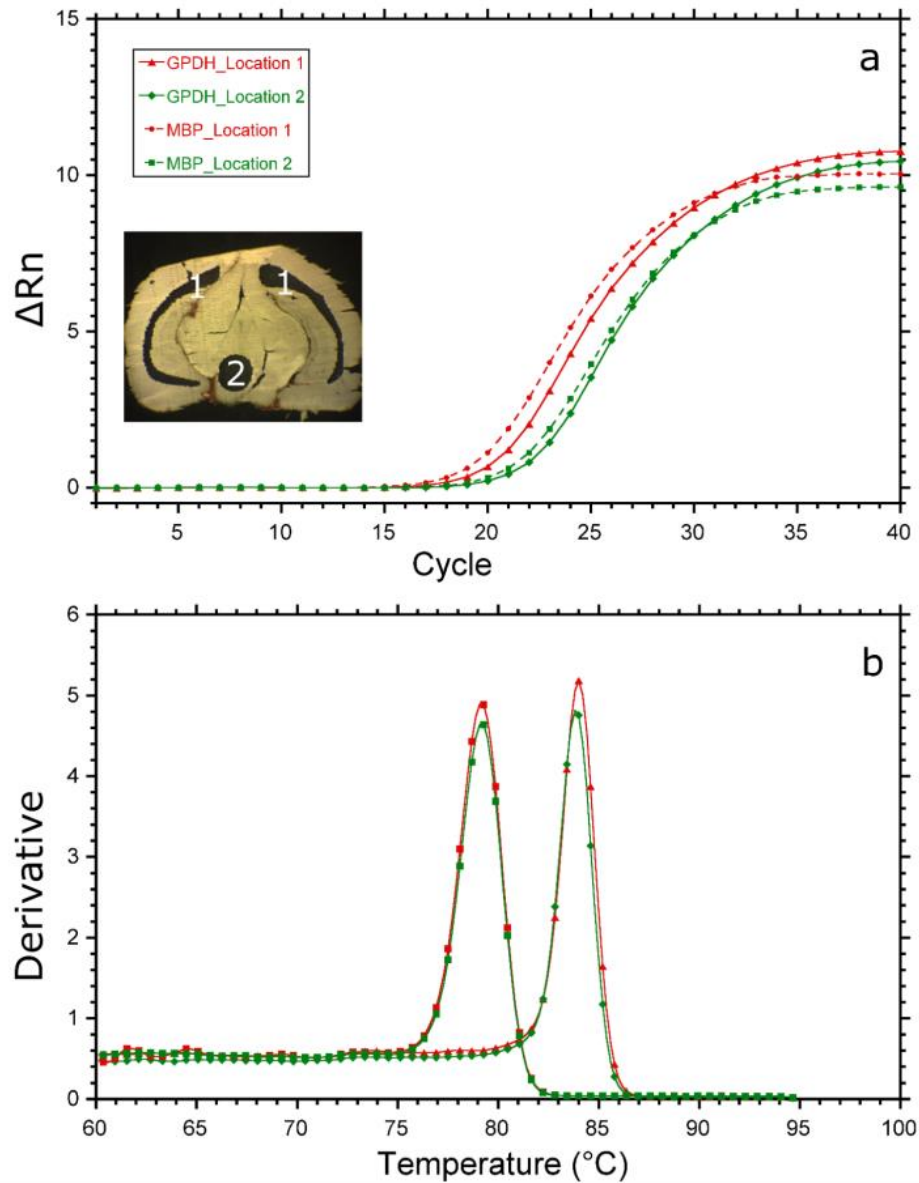 15
a
GPDH_Location 1
GPDH_Location 2
MBP_Location 1
MBP_Location 2
10
1 1
ΔRn
5
2
0
5 10 15 20 25 30 35 40
Cycle
6
b
5
4
3
Derivative
2
1
0
60 65 70 75 80 85 90 95 100
Temperature (°C)